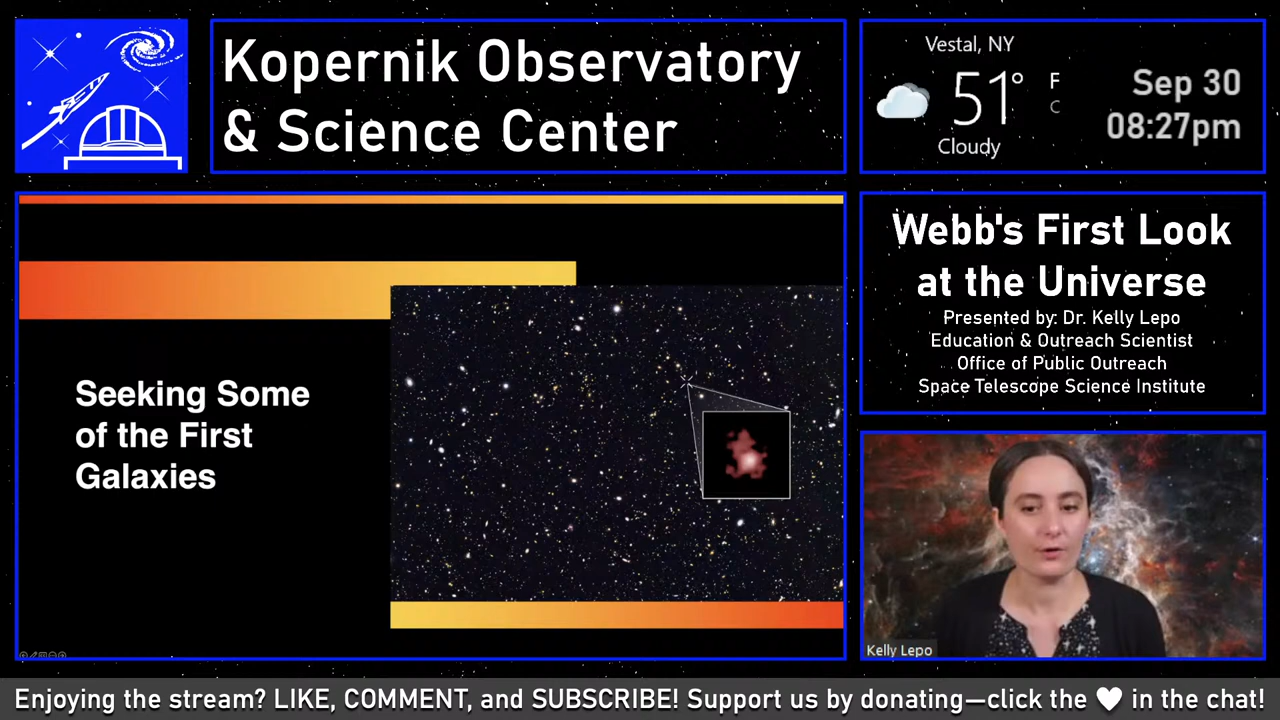 Kopernik Observatory
& Science Center
Vestal, NY
51° F
C
Cloudy
Sep 30
08:27pm
Seeking Some
of the First
Galaxies
Webb's First Look
at the Universe
Presented by: Dr. Kelly Lepo
Education & Outreach Scientist
Office of Public Outreach
Space Telescope Science Institute
Kelly Lepo
Enjoying the stream? LIKE, COMMENT, and SUBSCRIBE! Support us by donating—click the ♥ in the chat!